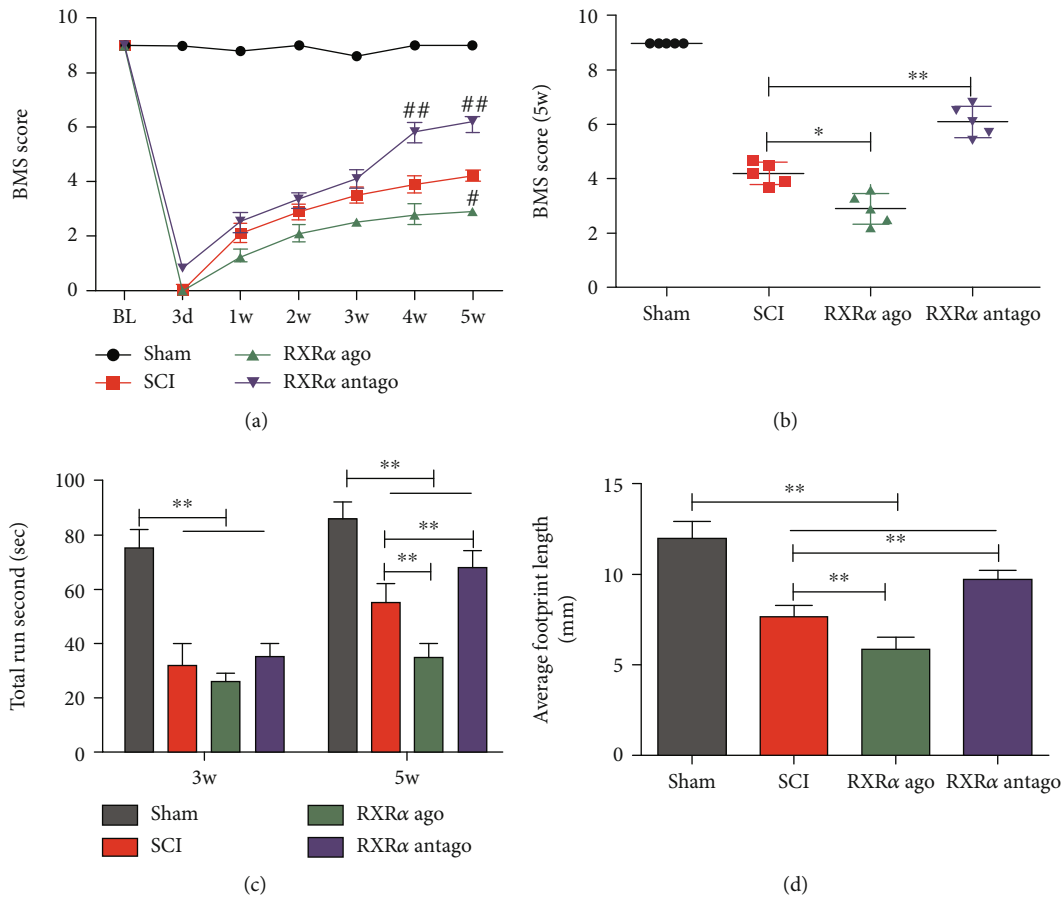 10
8
6
4
2
0
BMS score
##
##
#
BL 3d 1w 2w 3w 4w 5w
Sham RXRα ago
SCI RXRα antago
(a)
10
8
6
4
2
0
BMS score (5w)
**
*
Sham SCI RXRα ago RXRα antago
(b)
100
80
60
40
20
0
Total run second (sec)
**
**
**
**
3w 5w
Sham RXRα ago
SCI RXRα antago
(c)
15
10
5
0
Average footprint length
(mm)
**
**
**
Sham SCI RXRα ago RXRα antago
(d)